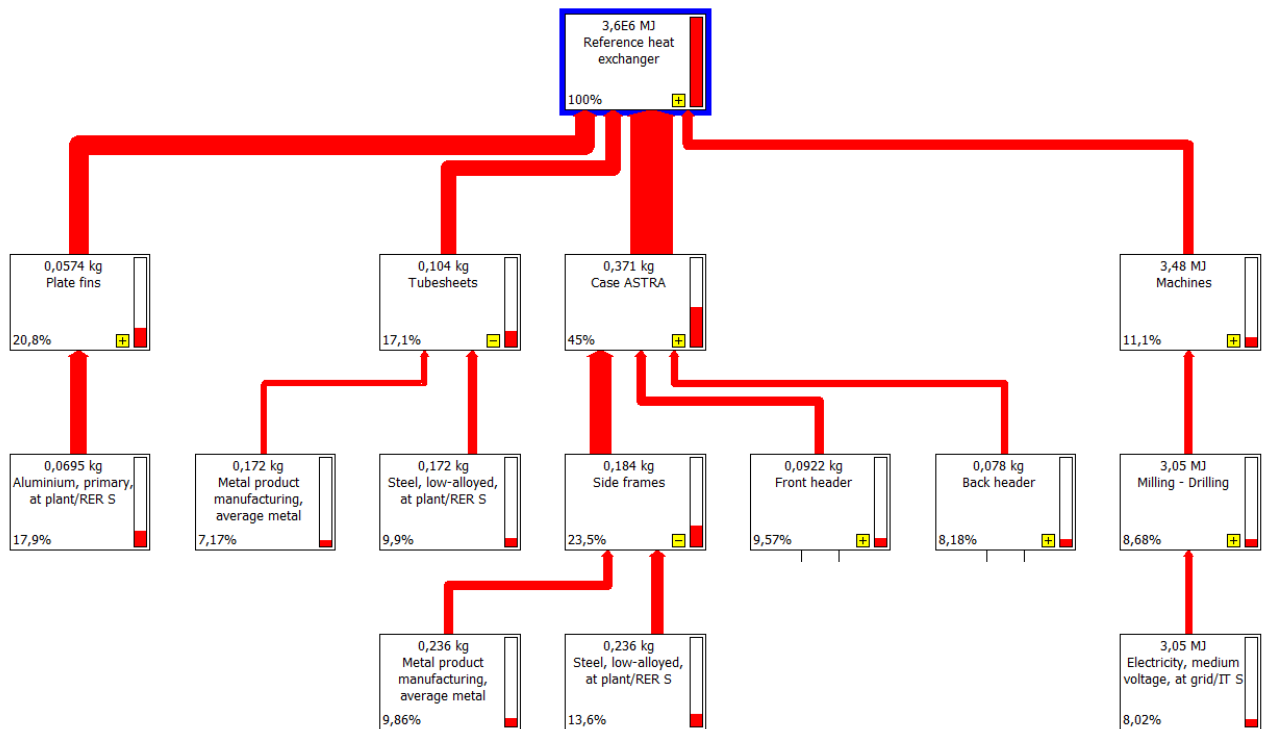 3,6E6 MJ
Reference heat
exchanger
100%
+
0,0574 kg
Plate fins
20,8%
+
0,104 kg
Tubesheets
17,1%
−
0,371 kg
Case ASTRA
45%
+
3,48 MJ
Machines
11,1%
+
0,0695 kg
Aluminium, primary,
at plant/RER S
17,9%
0,172 kg
Metal product
manufacturing,
average metal
7,17%
0,172 kg
Steel, low-alloyed,
at plant/RER S
9,9%
0,184 kg
Side frames
23,5%
−
0,0922 kg
Front header
9,57%
+
0,078 kg
Back header
8,18%
+
3,05 MJ
Milling - Drilling
8,68%
+
0,236 kg
Metal product
manufacturing,
average metal
9,86%
0,236 kg
Steel, low-alloyed,
at plant/RER S
13,6%
3,05 MJ
Electricity, medium
voltage, at grid/IT S
8,02%